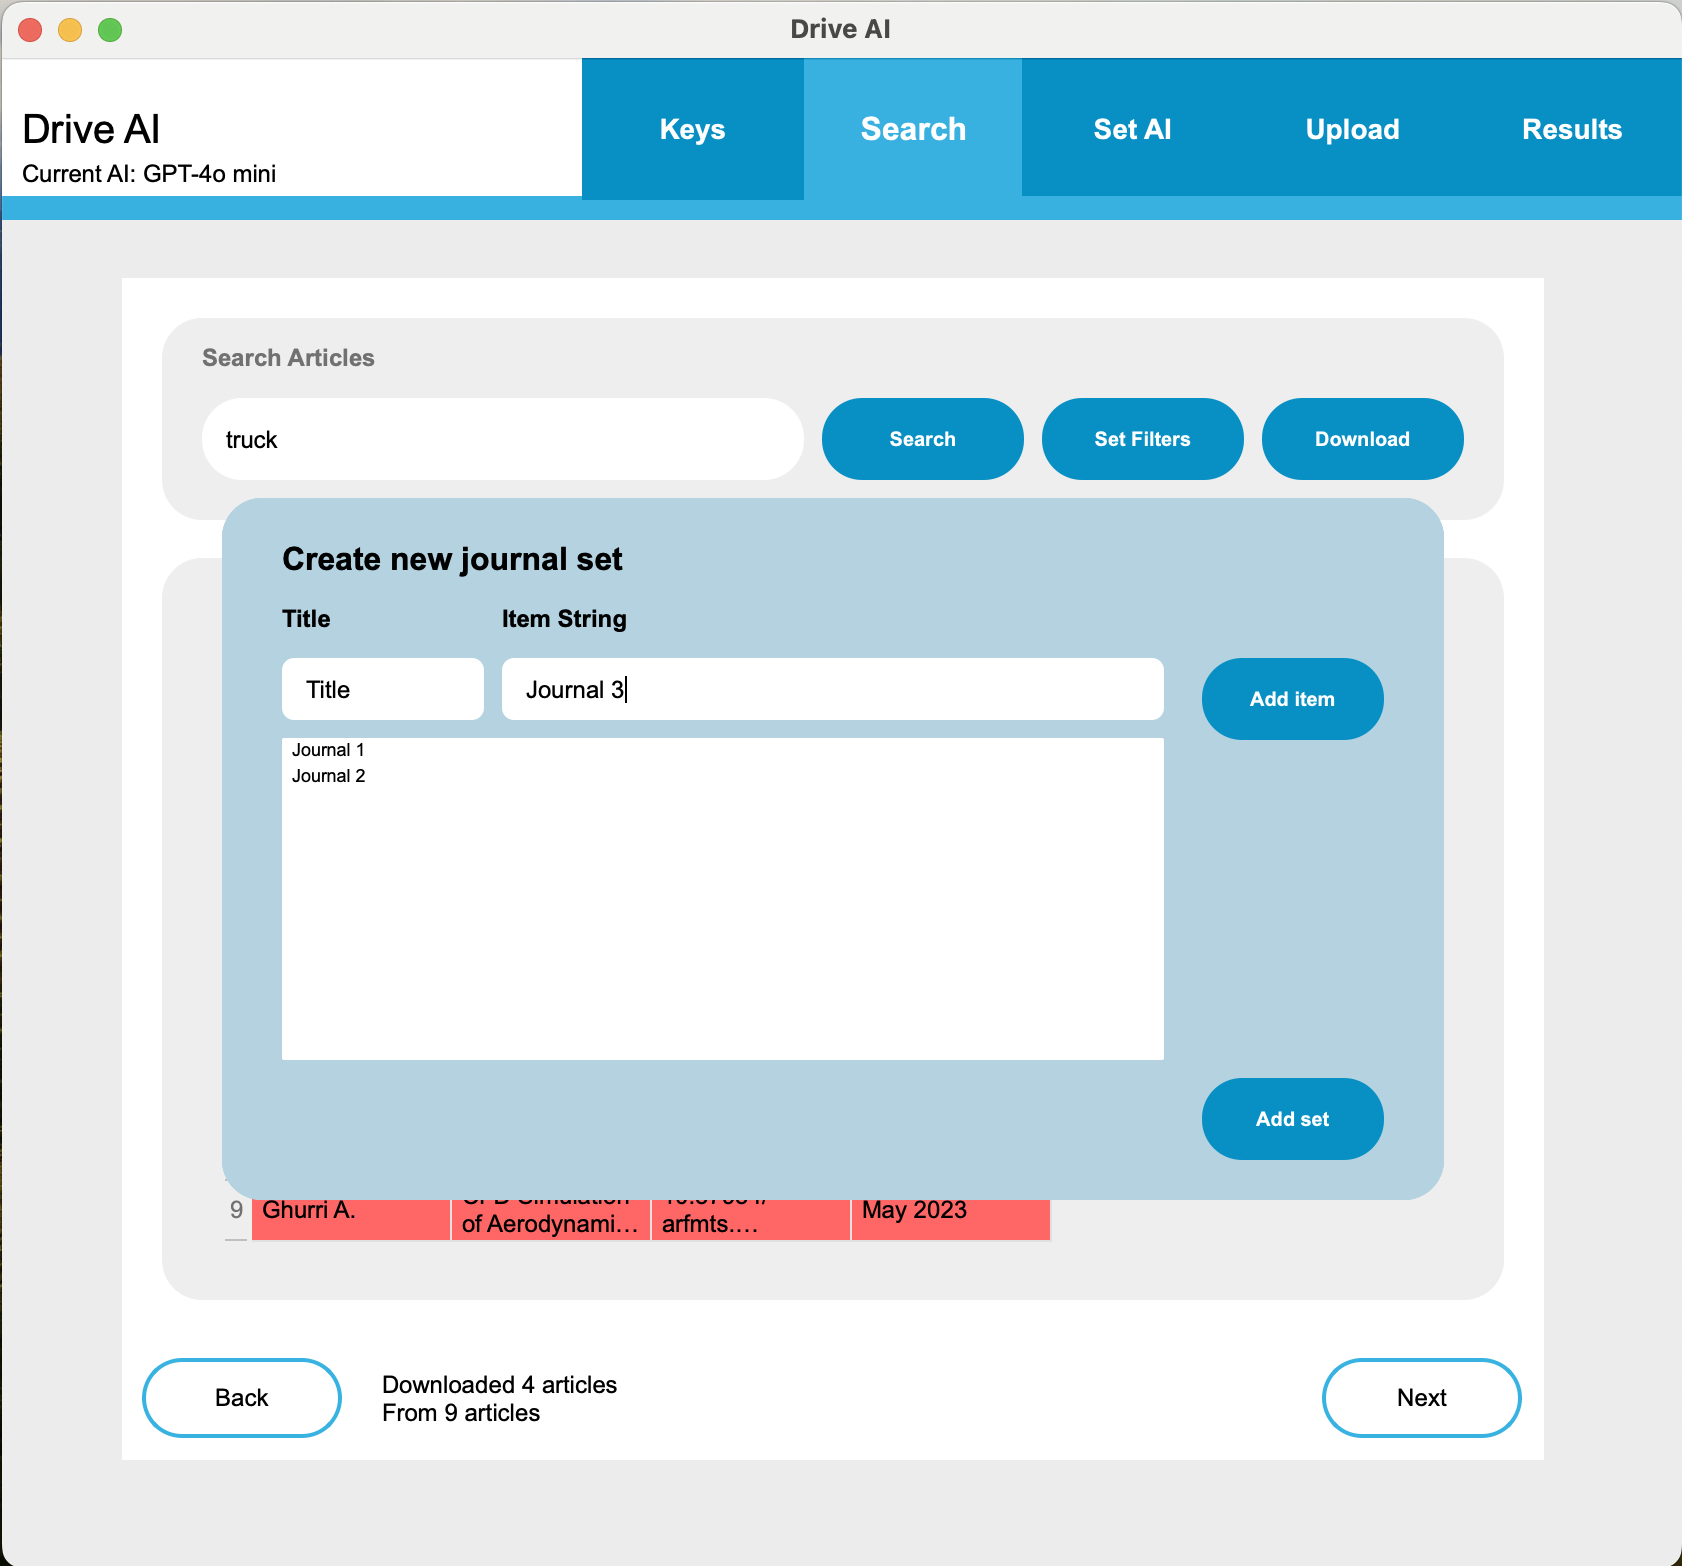 Drive AI
Drive AI
Current AI: GPT-4o mini
Keys
Search
Set AI
Upload
Results
Search Articles
truck
Search
Set Filters
Download
Create new journal set
Title
Item String
Title
Journal 3
Add item
Journal 1
Journal 2
Add set
9
Ghurri A.
CFD Simulation
of Aerodynami...
arfmts....
May 2023
Back
Downloaded 4 articles
From 9 articles
Next